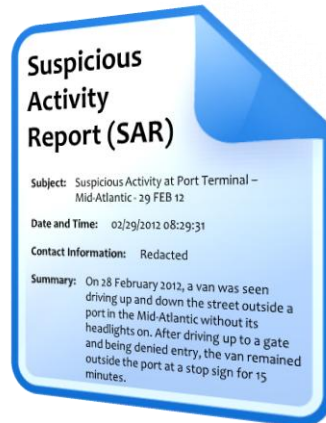 Suspicious
Activity
Report (SAR)
Subject: Suspicious Activity at Port Terminal –
Mid-Atlantic - 29 FEB 12
Date and Time: 02/29/2012 08:29:31
Contact Information: Redacted
Summary: On 28 February 2012, a van was seen
driving up and down the street outside a
port in the Mid-Atlantic without its
headlights on. After driving up to a gate
and being denied entry, the van remained
outside the port at a stop sign for 15
minutes.